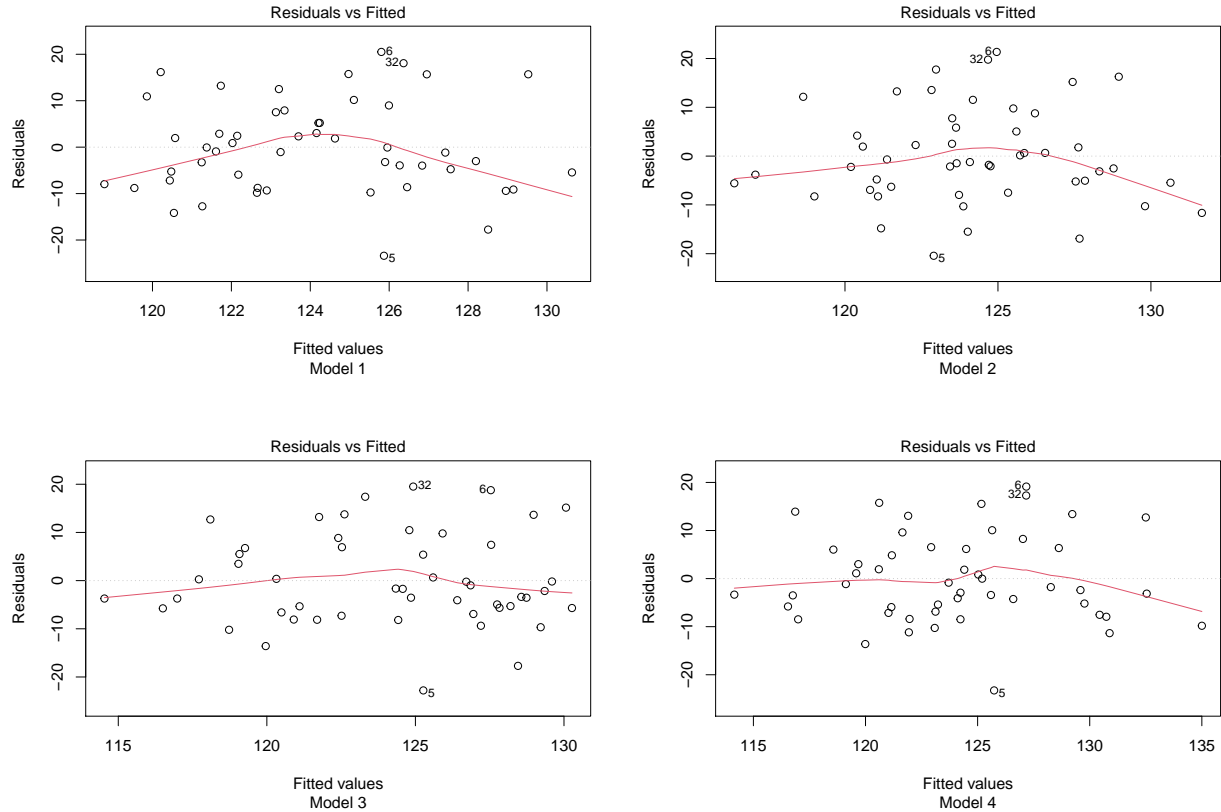 Residuals vs Fitted
Residuals
20
10
0
−10
−20
6
32
5
120 122 124 126 128 130
Fitted values
Model 1
Residuals vs Fitted
Residuals
20
10
0
−10
−20
6
32
5
120 125 130
Fitted values
Model 2
Residuals vs Fitted
Residuals
20
10
0
−10
−20
32
6
5
115 120 125 130
Fitted values
Model 3
Residuals vs Fitted
Residuals
20
10
0
−10
−20
6
32
5
115 120 125 130 135
Fitted values
Model 4